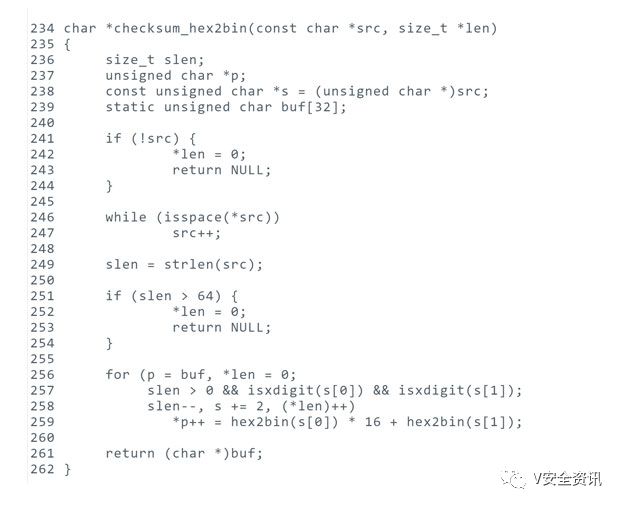 234 char *checksum_hex2bin(const char *src, size_t *len)
235 {
236 size_t slen;
237 unsigned char *p;
238 const unsigned char *s = (unsigned char *)src;
239 static unsigned char buf[32];
240
241 if (!src) {
242 *len = 0;
243 return NULL;
244 }
245
246 while (isspace(*src))
247 src++;
248
249 slen = strlen(src);
250
251 if (slen > 64) {
252 *len = 0;
253 return NULL;
254 }
255
256 for (p = buf, *len = 0;
257 slen > 0 && isxdigit(s[0]) && isxdigit(s[1]);
258 slen--, s += 2, (*len)++)
259 *p++ = hex2bin(s[0]) * 16 + hex2bin(s[1]);
260
261 return (char *)buf;
262 }
V安全资讯